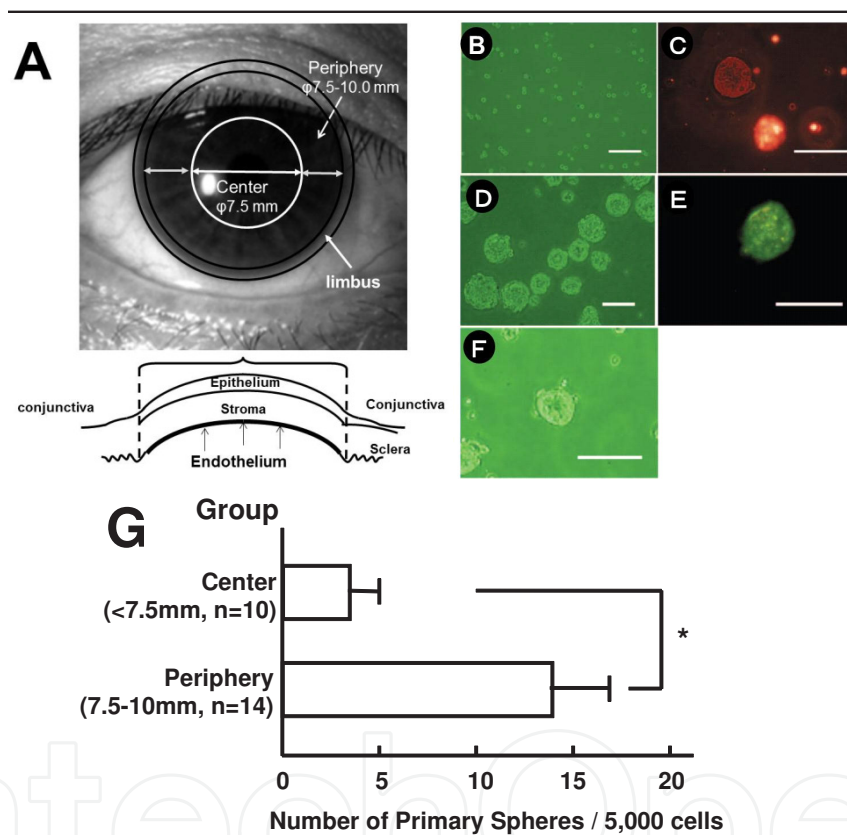 A
Periphery
φ7.5-10.0 mm
Center
φ7.5 mm
limbus
Epithelium
conjunctiva
Conjunctiva
Stroma
Sclera
Endothelium
B
C
D
E
F
G
Group
Center
(<7.5mm, n=10)
*
Periphery
(7.5-10mm, n=14)
0 5 10 15 20
Number of Primary Spheres / 5,000 cells